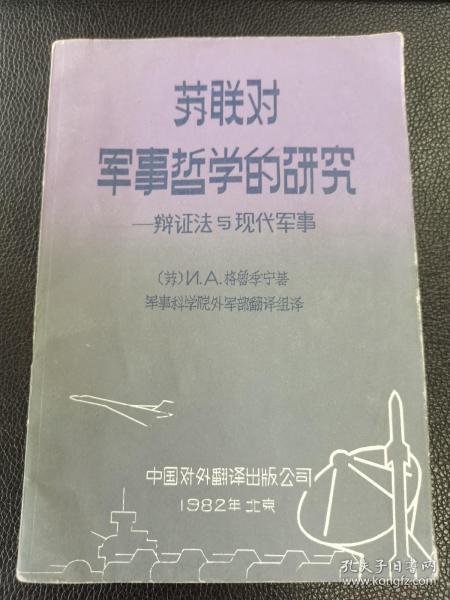 苏联对
军事哲学的研究
—辩证法与现代军事
(苏)И.А.格鲁季宁著
军事科学院外军部翻译组译
中国对外翻译出版公司
1982年 北京
孔夫子旧书网
www.kongfz.com